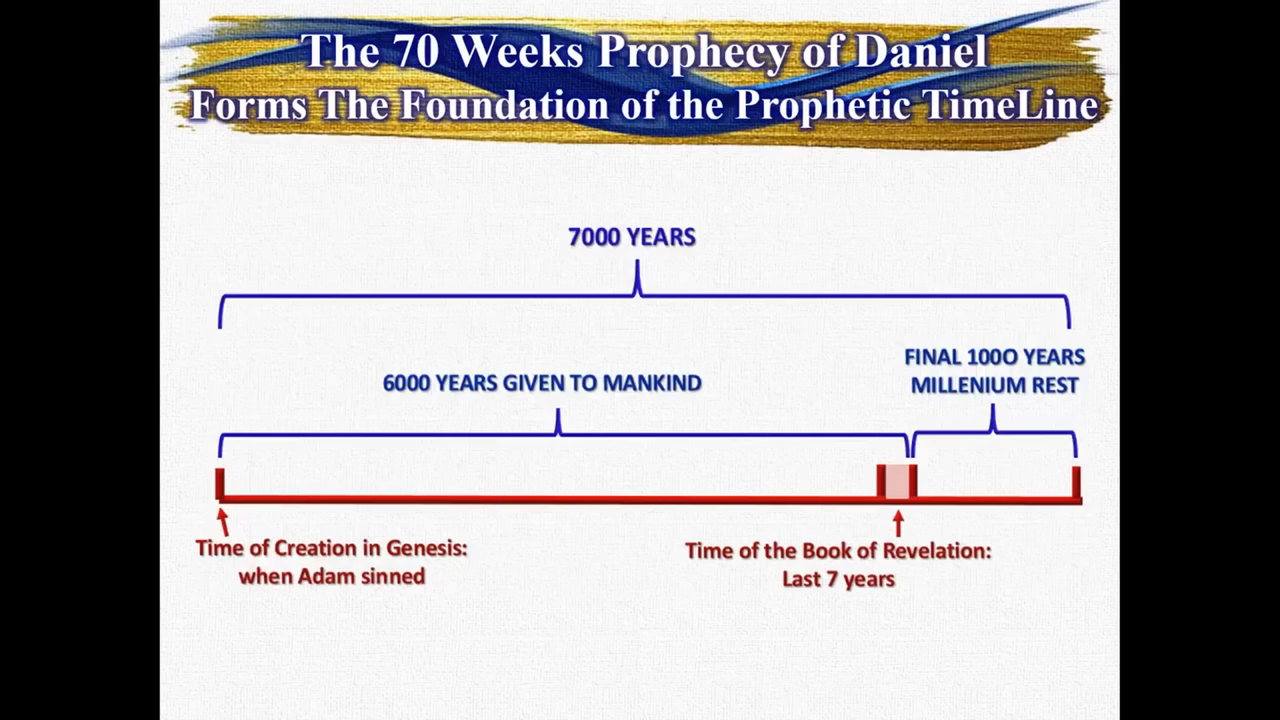 The 70 Weeks Prophecy of Daniel
Forms The Foundation of the Prophetic TimeLine
7000 YEARS
6000 YEARS GIVEN TO MANKIND
FINAL 100O YEARS
MILLENIUM REST
Time of Creation in Genesis:
when Adam sinned
Time of the Book of Revelation:
Last 7 years